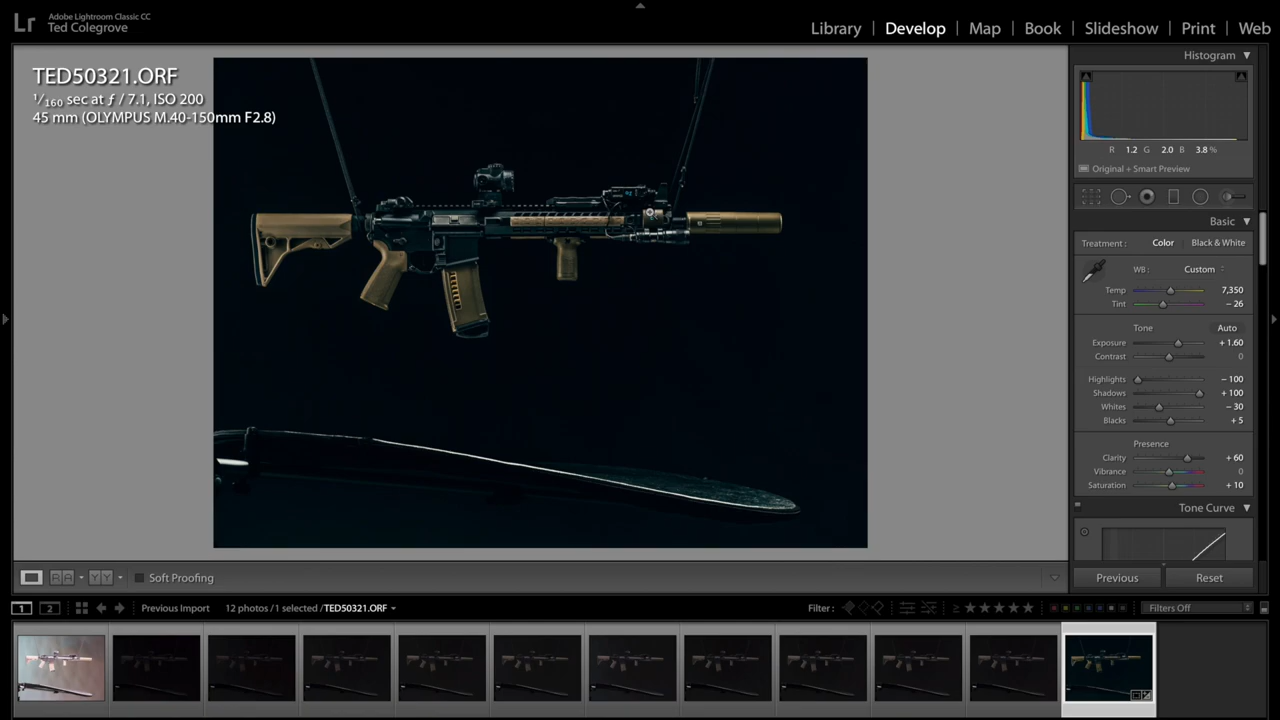 Lr
Adobe Lightroom Classic CC
Ted Colegrove
Library | Develop | Map | Book | Slideshow | Print | Web
TED50321.ORF
1/160 sec at ƒ / 7.1, ISO 200
45 mm (OLYMPUS M.40-150mm F2.8)
Histogram
R 1.2 G 2.0 B 3.8 %
Original + Smart Preview
Basic
Treatment : Color Black & White
WB : Custom
Temp 7,350
Tint – 26
Tone Auto
Exposure + 1.60
Contrast 0
Highlights – 100
Shadows + 100
Whites – 30
Blacks + 5
Presence
Clarity + 60
Vibrance 0
Saturation + 10
Tone Curve
R A Y Y Soft Proofing
Previous Reset
1 2 Previous Import 12 photos / 1 selected / TED50321.ORF Filter : Filters Off